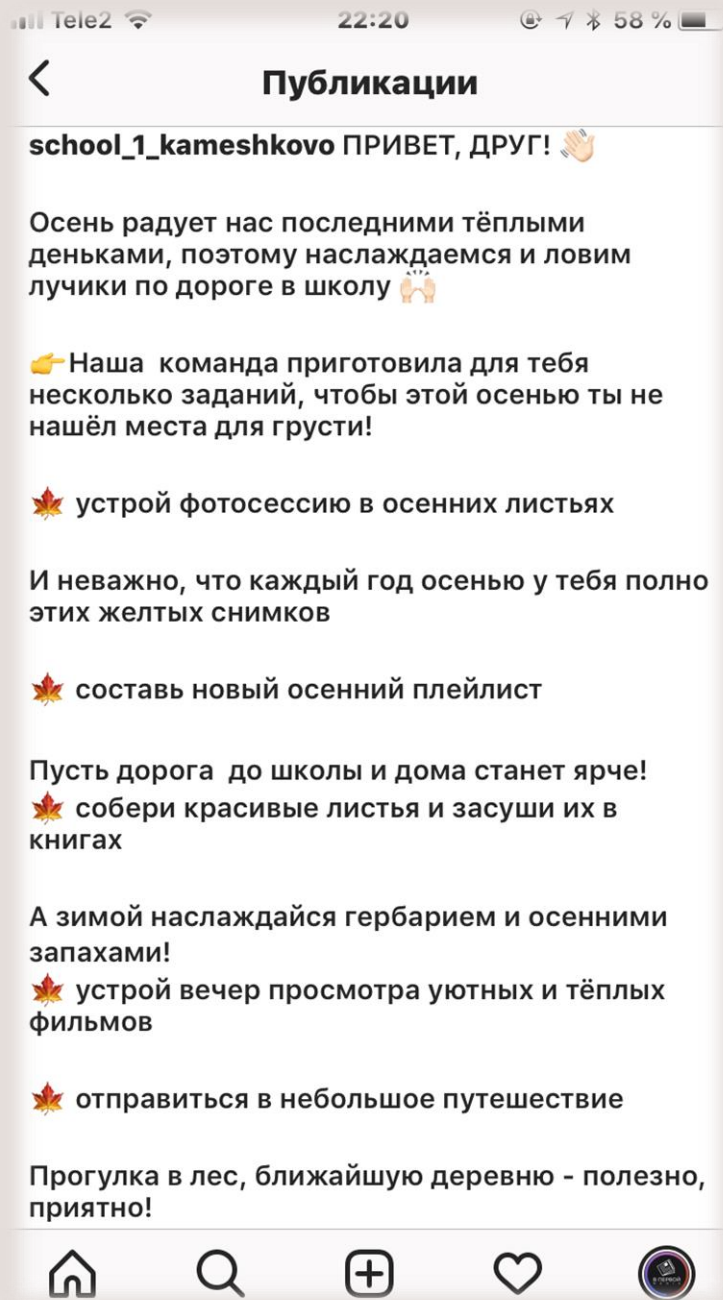 Tele2 22:20 58 %
Публикации
school_1_kameshkovo ПРИВЕТ, ДРУГ! 👋🏻
Осень радует нас последними тёплыми
деньками, поэтому наслаждаемся и ловим
лучики по дороге в школу 🙌🏻
👉Наша команда приготовила для тебя
несколько заданий, чтобы этой осенью ты не
нашёл места для грусти!
🍁 устрой фотосессию в осенних листьях
И неважно, что каждый год осенью у тебя полно
этих желтых снимков
🍁 составь новый осенний плейлист
Пусть дорога до школы и дома станет ярче!
🍁 собери красивые листья и засуши их в
книгах
А зимой наслаждайся гербарием и осенними
запахами!
🍁 устрой вечер просмотра уютных и тёплых
фильмов
🍁 отправиться в небольшое путешествие
Прогулка в лес, ближайшую деревню - полезно,
приятно!
В ПЕРВОЙ